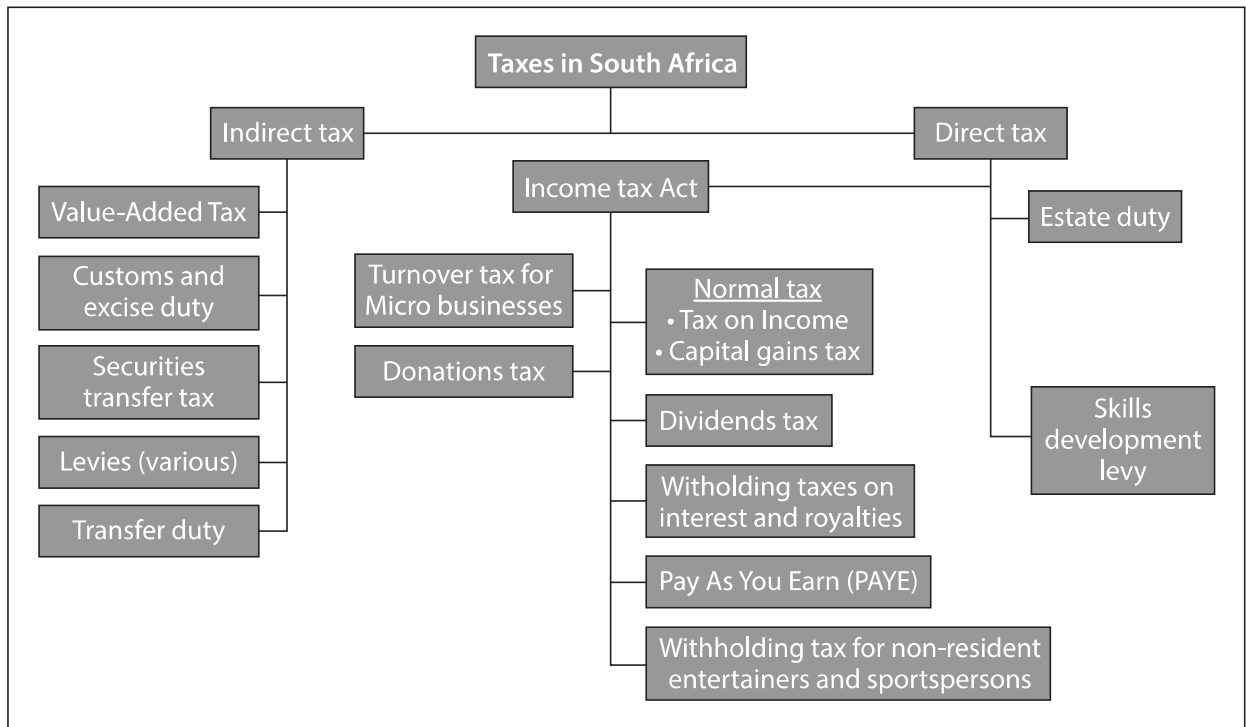 Taxes in South Africa
Indirect tax
Value-Added Tax
Customs and
excise duty
Securities
transfer tax
Levies (various)
Transfer duty
Direct tax
Income tax Act
Turnover tax for
Micro businesses
Donations tax
Normal tax
• Tax on Income
• Capital gains tax
Dividends tax
Witholding taxes on
interest and royalties
Pay As You Earn (PAYE)
Withholding tax for non-resident
entertainers and sportspersons
Estate duty
Skills
development
levy